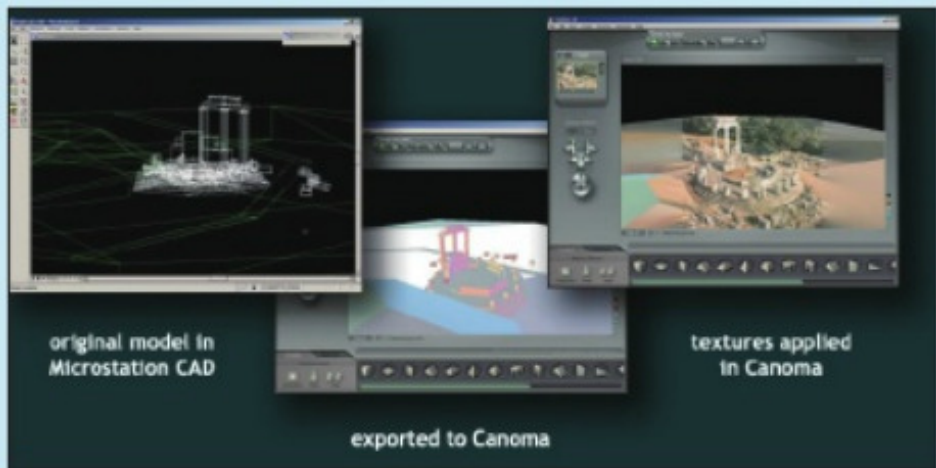 original model in
Microstation CAD
exported to Canoma
textures applied
in Canoma